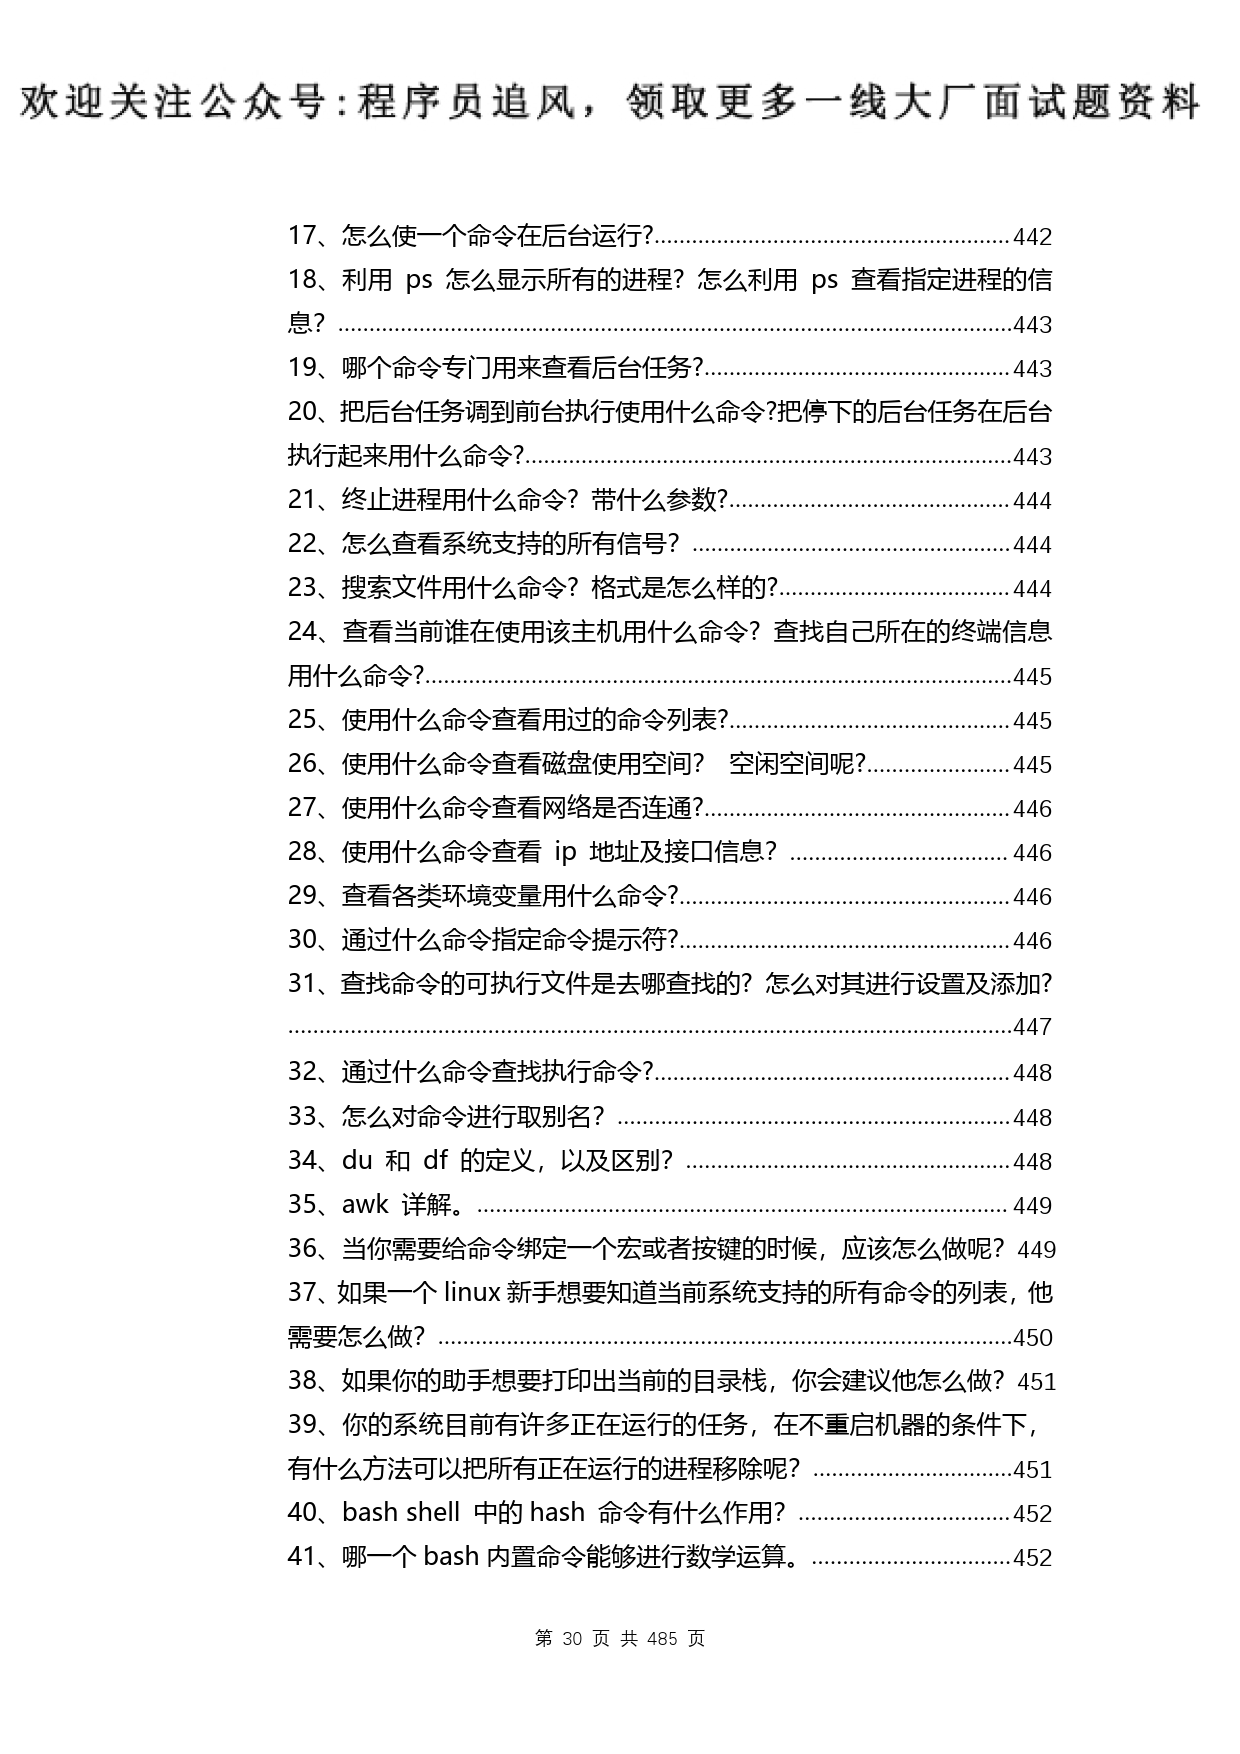 欢迎关注公众号:程序员追风，领取更多一线大厂面试题资料
17、怎么使一个命令在后台运行?.........................................................442
18、利用 ps 怎么显示所有的进程? 怎么利用 ps 查看指定进程的信
息? ............................................................................................................443
19、哪个命令专门用来查看后台任务?.................................................443
20、把后台任务调到前台执行使用什么命令?把停下的后台任务在后台
执行起来用什么命令?..............................................................................443
21、终止进程用什么命令? 带什么参数?.............................................444
22、怎么查看系统支持的所有信号? ...................................................444
23、搜索文件用什么命令? 格式是怎么样的?.....................................444
24、查看当前谁在使用该主机用什么命令? 查找自己所在的终端信息
用什么命令?..............................................................................................445
25、使用什么命令查看用过的命令列表?.............................................445
26、使用什么命令查看磁盘使用空间? 空闲空间呢?.......................445
27、使用什么命令查看网络是否连通?.................................................446
28、使用什么命令查看 ip 地址及接口信息? ................................... 446
29、查看各类环境变量用什么命令?.....................................................446
30、通过什么命令指定命令提示符?.....................................................446
31、查找命令的可执行文件是去哪查找的? 怎么对其进行设置及添加?
....................................................................................................................447
32、通过什么命令查找执行命令?.........................................................448
33、怎么对命令进行取别名? ...............................................................448
34、du 和 df 的定义，以及区别? ....................................................448
35、awk 详解。..................................................................................... 449
36、当你需要给命令绑定一个宏或者按键的时候，应该怎么做呢? 449
37、如果一个 linux 新手想要知道当前系统支持的所有命令的列表，他
需要怎么做? ............................................................................................450
38、如果你的助手想要打印出当前的目录栈，你会建议他怎么做? 451
39、你的系统目前有许多正在运行的任务，在不重启机器的条件下，
有什么方法可以把所有正在运行的进程移除呢? ................................451
40、bash shell 中的 hash 命令有什么作用? ..................................452
41、哪一个 bash 内置命令能够进行数学运算。................................452
第 30 页 共 485 页